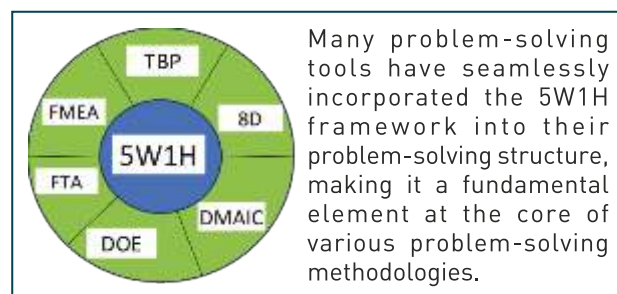 TBP
FMEA
8D
5W1H
FTA
DMAIC
DOE
Many problem-solving
tools have seamlessly
incorporated the 5W1H
framework into their
problem-solving structure,
making it a fundamental
element at the core of
various problem-solving
methodologies.